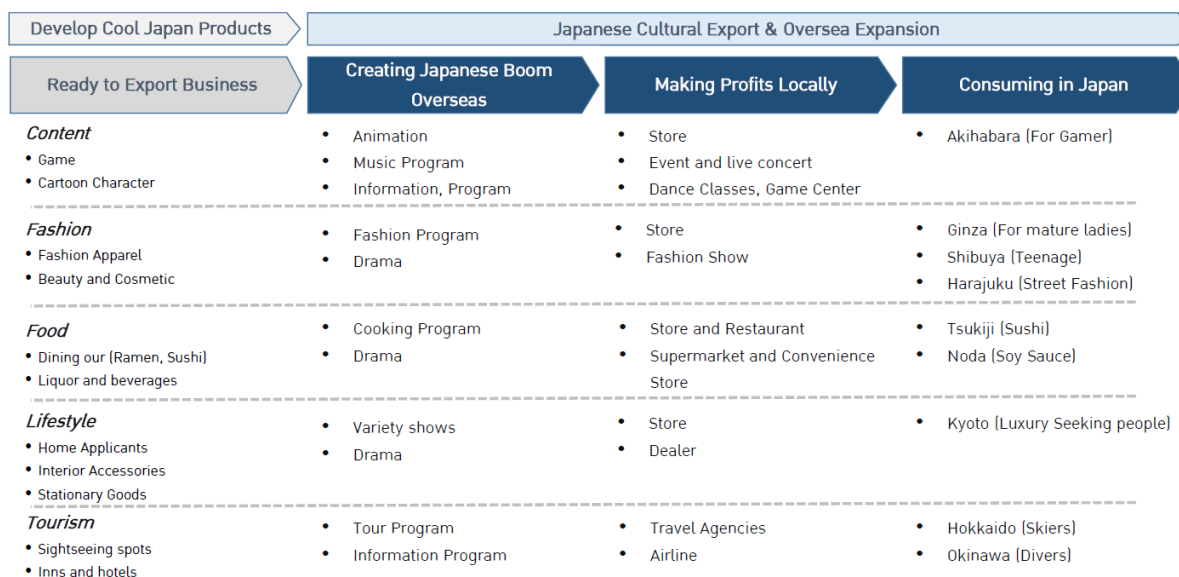 Develop Cool Japan Products
Japanese Cultural Export & Oversea Expansion
Ready to Export Business
Creating Japanese Boom
Overseas
Making Profits Locally
Consuming in Japan
Content
• Game
• Cartoon Character
• Animation
• Music Program
• Information, Program
• Store
• Event and live concert
• Dance Classes, Game Center
• Akihabara (For Gamer)
Fashion
• Fashion Apparel
• Beauty and Cosmetic
• Fashion Program
• Drama
• Store
• Fashion Show
• Ginza (For mature ladies)
• Shibuya (Teenage)
• Harajuku (Street Fashion)
Food
• Dining our (Ramen, Sushi)
• Liquor and beverages
• Cooking Program
• Drama
• Store and Restaurant
• Supermarket and Convenience
Store
• Tsukiji (Sushi)
• Noda (Soy Sauce)
Lifestyle
• Home Applicants
• Interior Accessories
• Stationary Goods
• Variety shows
• Drama
• Store
• Dealer
• Kyoto (Luxury Seeking people)
Tourism
• Sightseeing spots
• Inns and hotels
• Tour Program
• Information Program
• Travel Agencies
• Airline
• Hokkaido (Skiers)
• Okinawa (Divers)